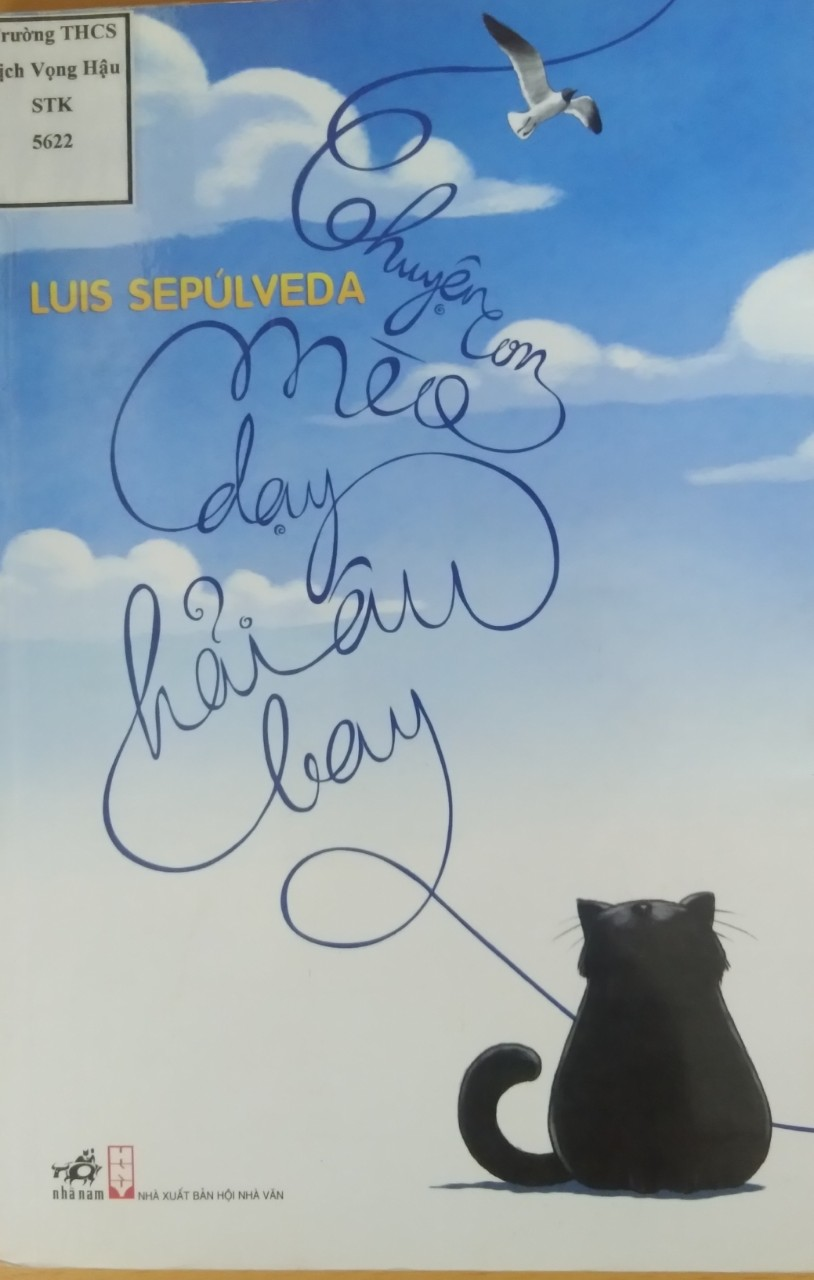 rường THCS
ịch Vọng Hậu
STK
5622
LUIS SEPÚLVEDA
Chuyện con
mèo
dạy
hải âu
bay
nhã nam
NHÀ XUẤT BẢN HỘI NHÀ VĂN